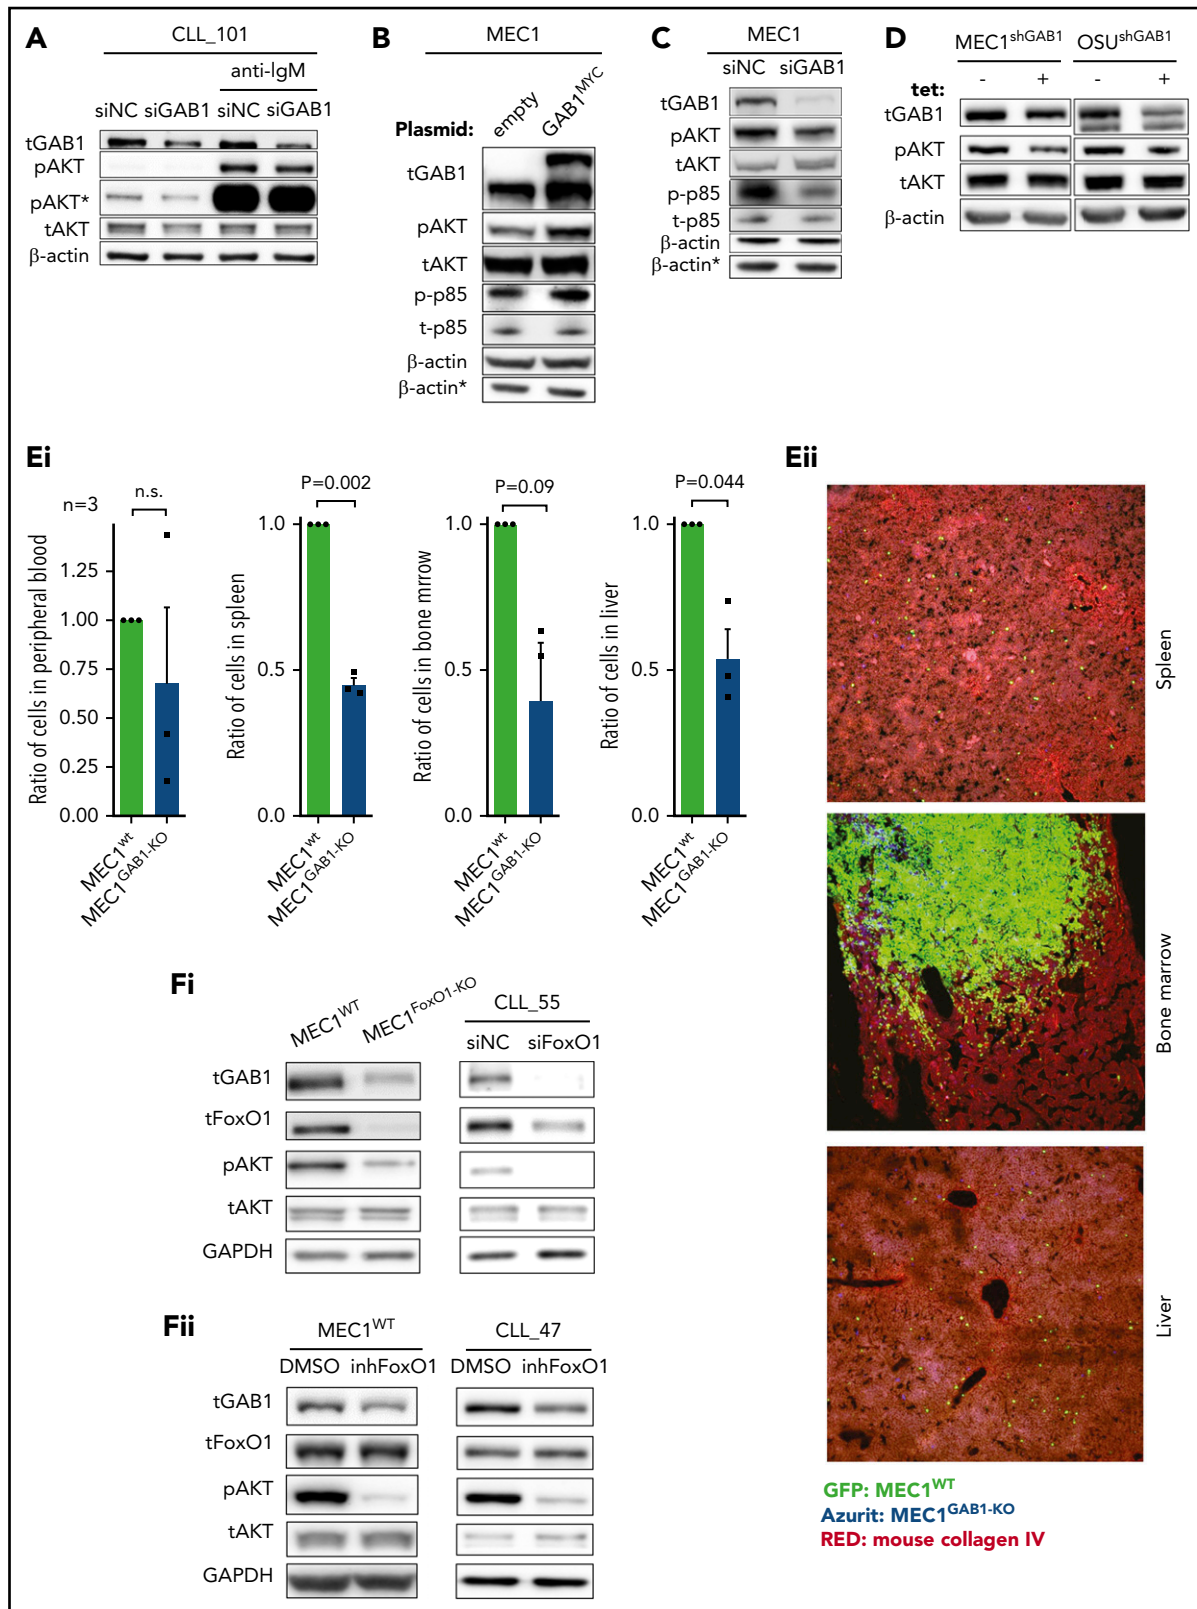 A
CLL_101
anti-IgM
siNC siGAB1 siNC siGAB1
tGAB1
pAKT
pAKT*
tAKT
β-actin
B
MEC1
Plasmid: empty GAB1MYC
tGAB1
pAKT
tAKT
p-p85
t-p85
β-actin
β-actin*
C
MEC1
siNC siGAB1
tGAB1
pAKT
tAKT
p-p85
t-p85
β-actin
β-actin*
D
MEC1shGAB1 OSUshGAB1
tet: - + - +
tGAB1
pAKT
tAKT
β-actin
Ei
n=3
n.s.
Ratio of cells in peripheral blood
1.25
1.00
0.75
0.50
0.25
0.00
MEC1wt
MEC1GAB1-KO
P=0.002
Ratio of cells in spleen
1.0
0.5
0.0
MEC1wt
MEC1GAB1-KO
P=0.09
Ratio of cells in bone mrrow
1.0
0.5
0.0
MEC1wt
MEC1GAB1-KO
P=0.044
Ratio of cells in liver
1.0
0.5
0.0
MEC1wt
MEC1GAB1-KO
Eii
Spleen
Bone marrow
Liver
GFP: MEC1WT
Azurit: MEC1GAB1-KO
RED: mouse collagen IV
Fi
MEC1WT MEC1FoxO1-KO
CLL_55
siNC siFoxO1
tGAB1
tFoxO1
pAKT
tAKT
GAPDH
Fii
MEC1WT CLL_47
DMSO inhFoxO1 DMSO inhFoxO1
tGAB1
tFoxO1
pAKT
tAKT
GAPDH